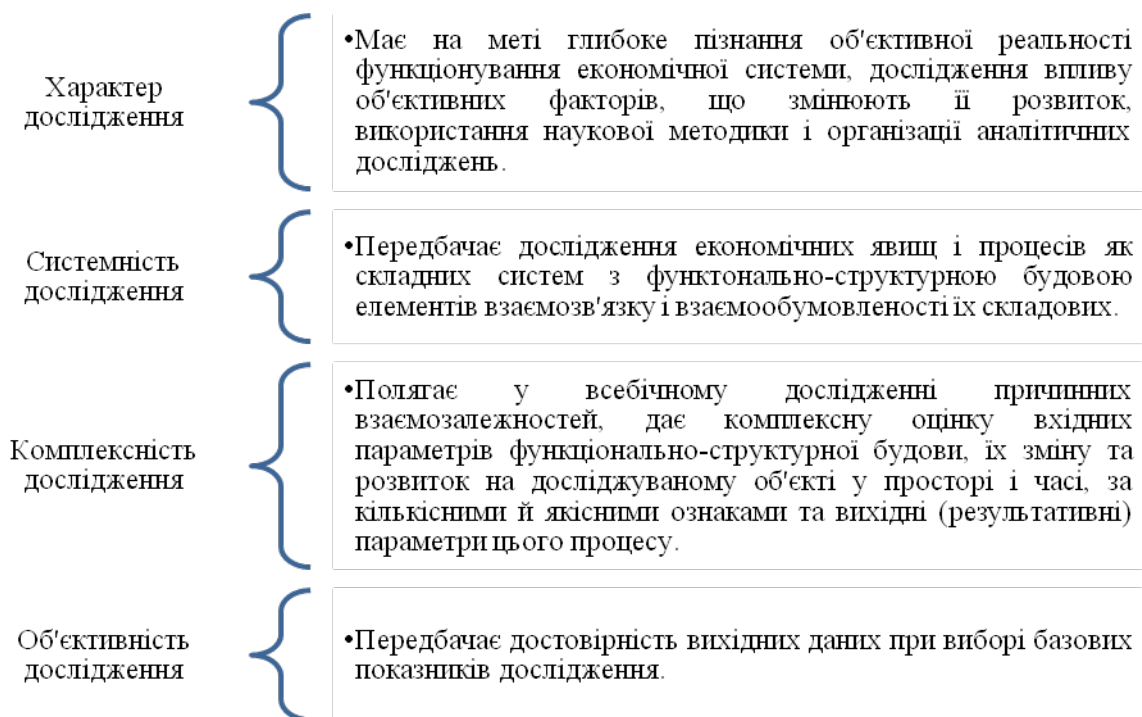 Характер
дослідження
•Має на меті глибоке пізнання об'єктивної реальності
функціонування економічної системи, дослідження впливу
об'єктивних факторів, що змінюють її розвиток,
використання наукової методики і організації аналітичних
досліджень.
Системність
дослідження
•Передбачає дослідження економічних явищ і процесів як
складних систем з функтонально-структурною будовою
елементів взаємозв'язку і взаємообумовленості їх складових.
Комплексність
дослідження
•Полягає у всебічному дослідженні причинних
взаємозалежностей, дає комплексну оцінку вхідних
параметрів функціонально-структурної будови, їх зміну та
розвиток на досліджуваному об'єкті у просторі і часі, за
кількісними й якісними ознаками та вихідні (результативні)
параметри цього процесу.
Об'єктивність
дослідження
•Передбачає достовірність вихідних даних при виборі базових
показників дослідження.